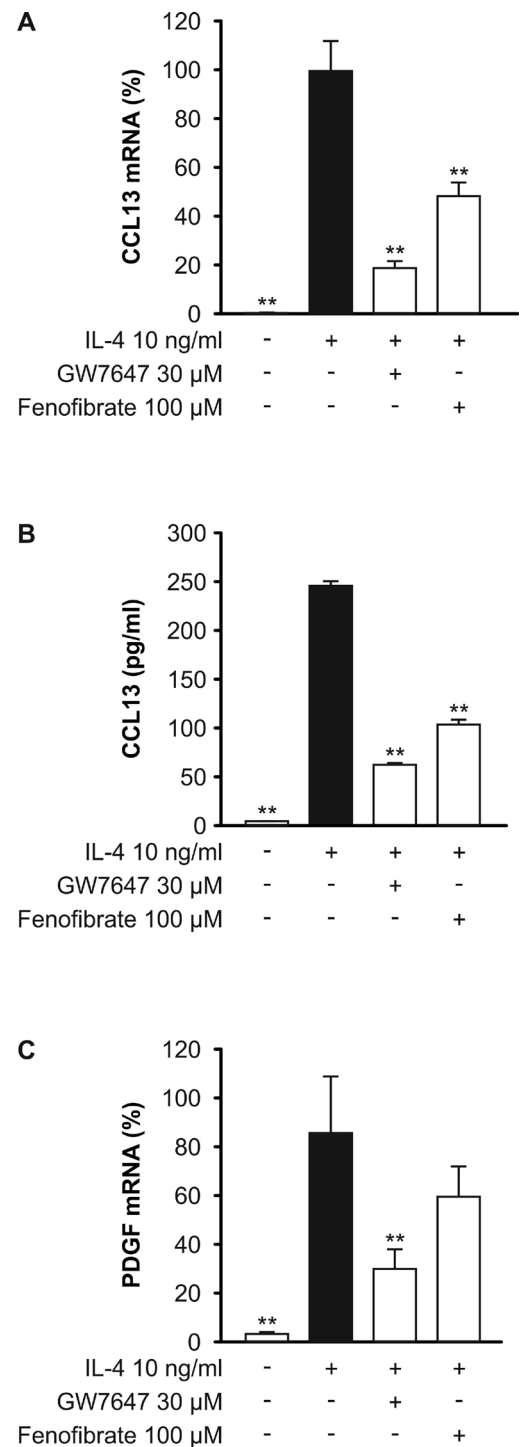 A
CCL13 mRNA (%)
120
100
80
60
40
20
0
**
**
**
IL-4 10 ng/ml - + + +
GW7647 30 µM - - + -
Fenofibrate 100 µM - - - +
B
CCL13 (pg/ml)
300
250
200
150
100
50
0
**
**
**
IL-4 10 ng/ml - + + +
GW7647 30 µM - - + -
Fenofibrate 100 µM - - - +
C
PDGF mRNA (%)
120
100
80
60
40
20
0
**
**
IL-4 10 ng/ml - + + +
GW7647 30 µM - - + -
Fenofibrate 100 µM - - - +